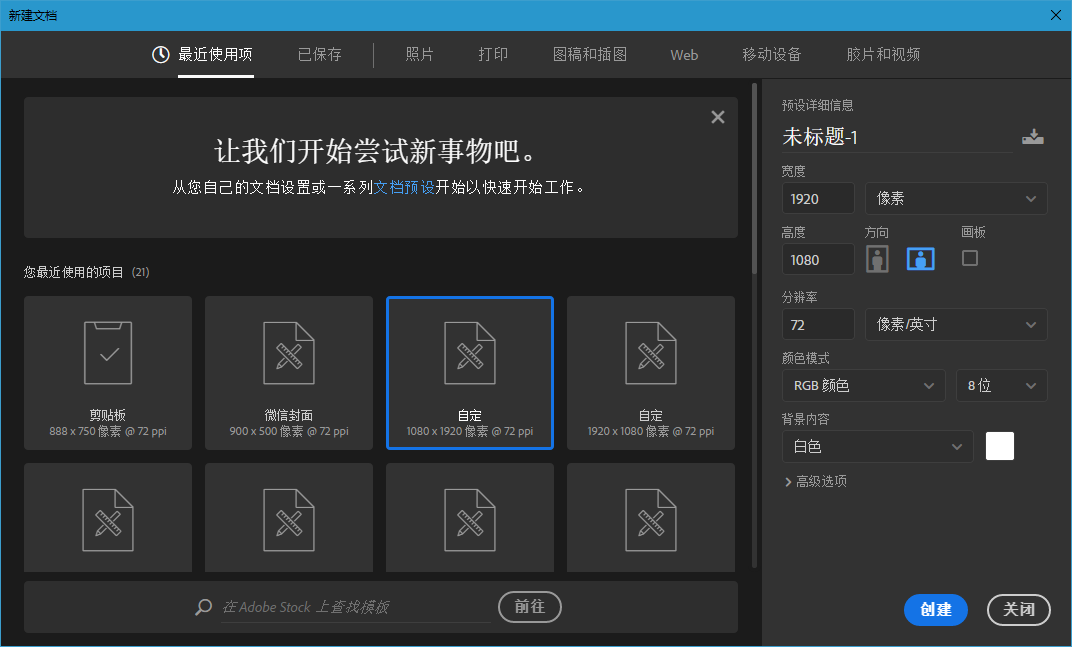 新建文档
最近使用项 已保存 照片 打印 图稿和插图 Web 移动设备 胶片和视频
让我们开始尝试新事物吧。
从您自己的文档设置或一系列文档预设开始以快速开始工作。
您最近使用的项目 (21)
剪贴板
888 x 750 像素 @ 72 ppi
微信封面
900 x 500 像素 @ 72 ppi
自定
1080 x 1920 像素 @ 72 ppi
自定
1920 x 1080 像素 @ 72 ppi
在 Adobe Stock 上查找模板
前往
预设详细信息
未标题-1
宽度
1920 像素
高度 方向 画板
1080
分辨率
72 像素/英寸
颜色模式
RGB 颜色 8 位
背景内容
白色
高级选项
创建 关闭